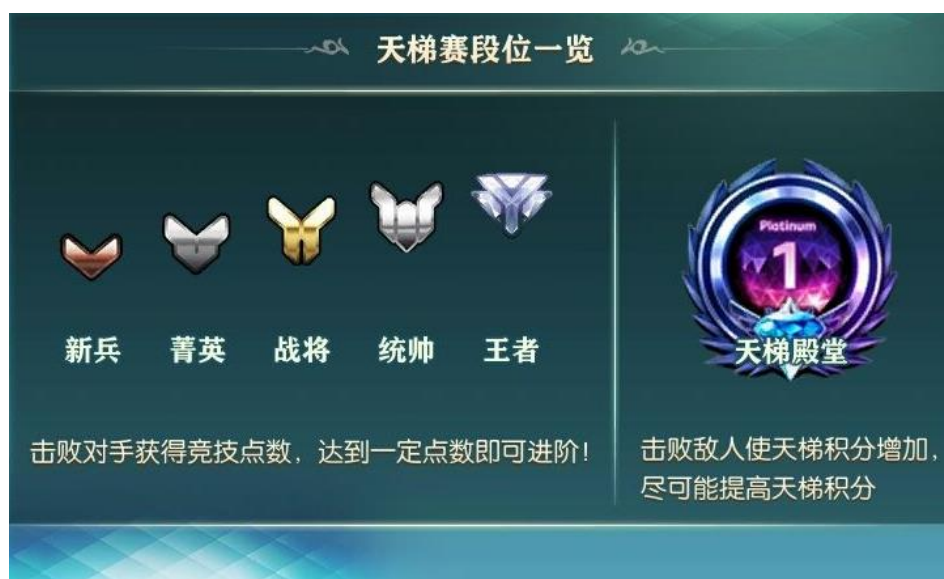 天梯赛段位一览
新兵 菁英 战将 统帅 王者
击败对手获得竞技点数，达到一定点数即可进阶！
Platinum
1
天梯殿堂
击败敌人使天梯积分增加，
尽可能提高天梯积分